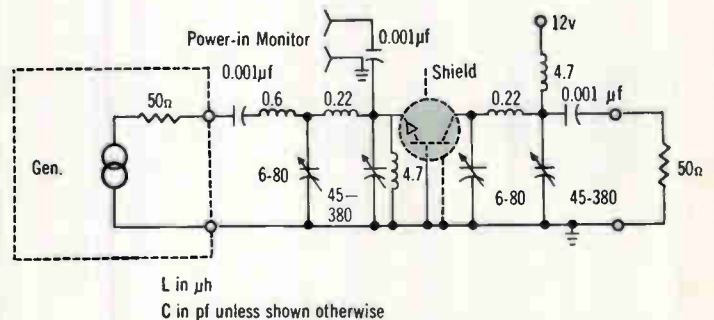 12v
Power-in Monitor
0.001µf
Shield
4.7
0.001µf
0.001 µf
50Ω
0.6
0.22
0.22
Gen.
6-80
4.7
6-80
45-380
50Ω
45—
380
L in µh
C in pf unless shown otherwise